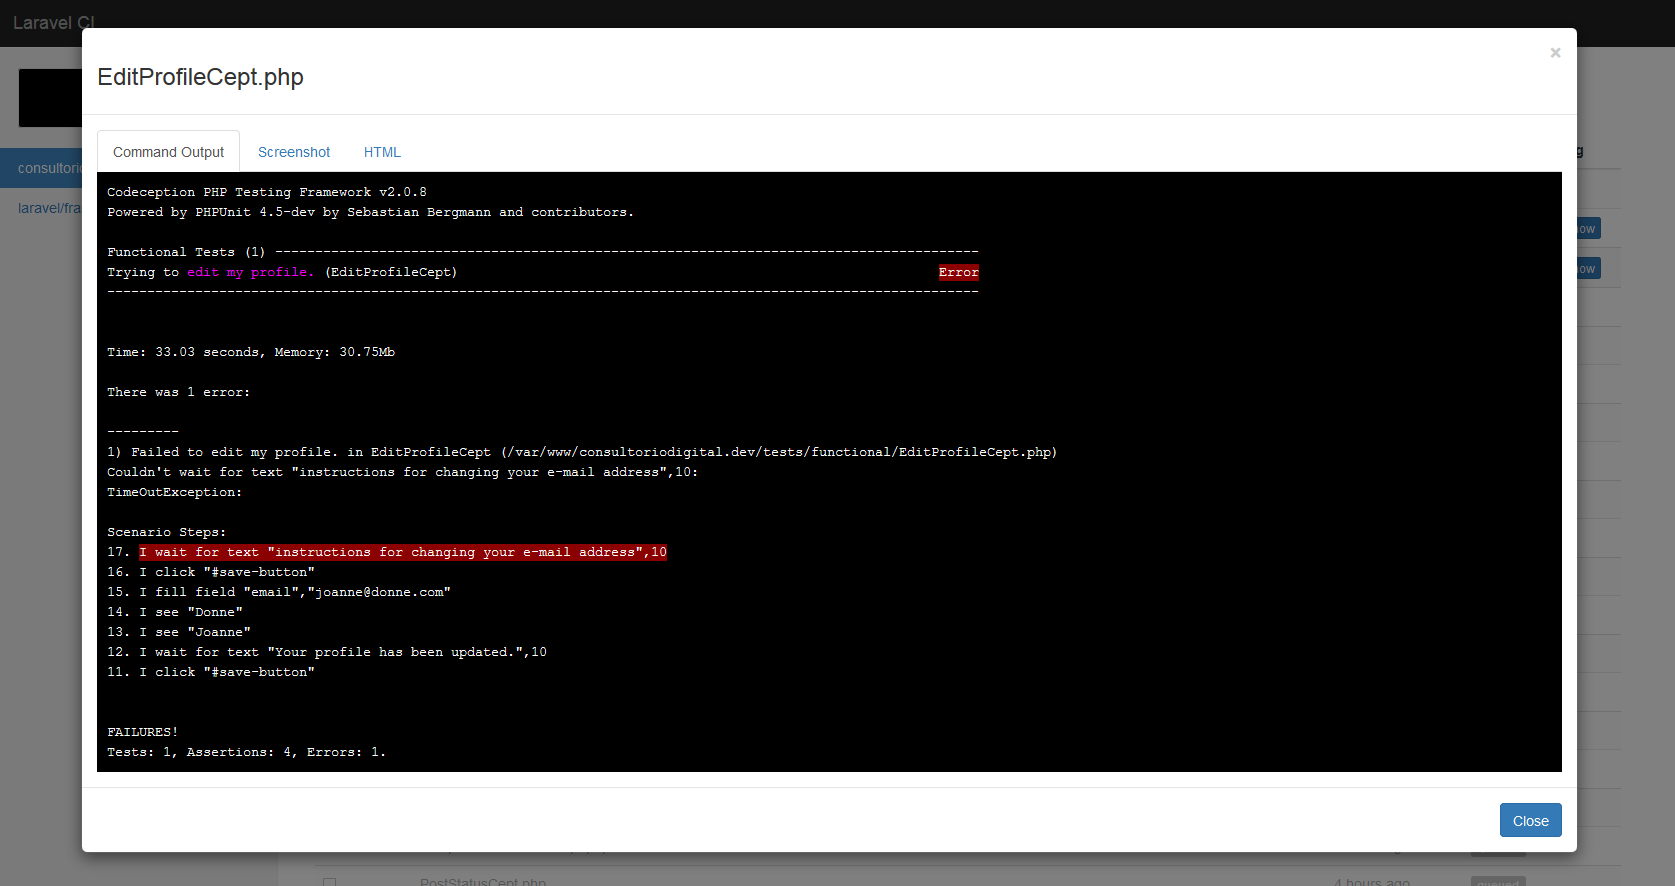 Laravel CI
EditProfileCept.php
×
Command Output
Screenshot
HTML
Codeception PHP Testing Framework v2.0.8
Powered by PHPUnit 4.5-dev by Sebastian Bergmann and contributors.
Functional Tests (1) ----------------------------------------------------------------------------------------
Trying to edit my profile. (EditProfileCept) Error
-------------------------------------------------------------------------------------------------------------
Time: 33.03 seconds, Memory: 30.75Mb
There was 1 error:
---------
1) Failed to edit my profile. in EditProfileCept (/var/www/consultoriodigital.dev/tests/functional/EditProfileCept.php)
Couldn't wait for text "instructions for changing your e-mail address",10:
TimeOutException:
Scenario Steps:
17. I wait for text "instructions for changing your e-mail address",10
16. I click "#save-button"
15. I fill field "email","joanne@donne.com"
14. I see "Donne"
13. I see "Joanne"
12. I wait for text "Your profile has been updated.",10
11. I click "#save-button"
FAILURES!
Tests: 1, Assertions: 4, Errors: 1.
Close
consultorio
laravel/fra
g
ow
ow
PostStatusCept.php 4 hours ago queued